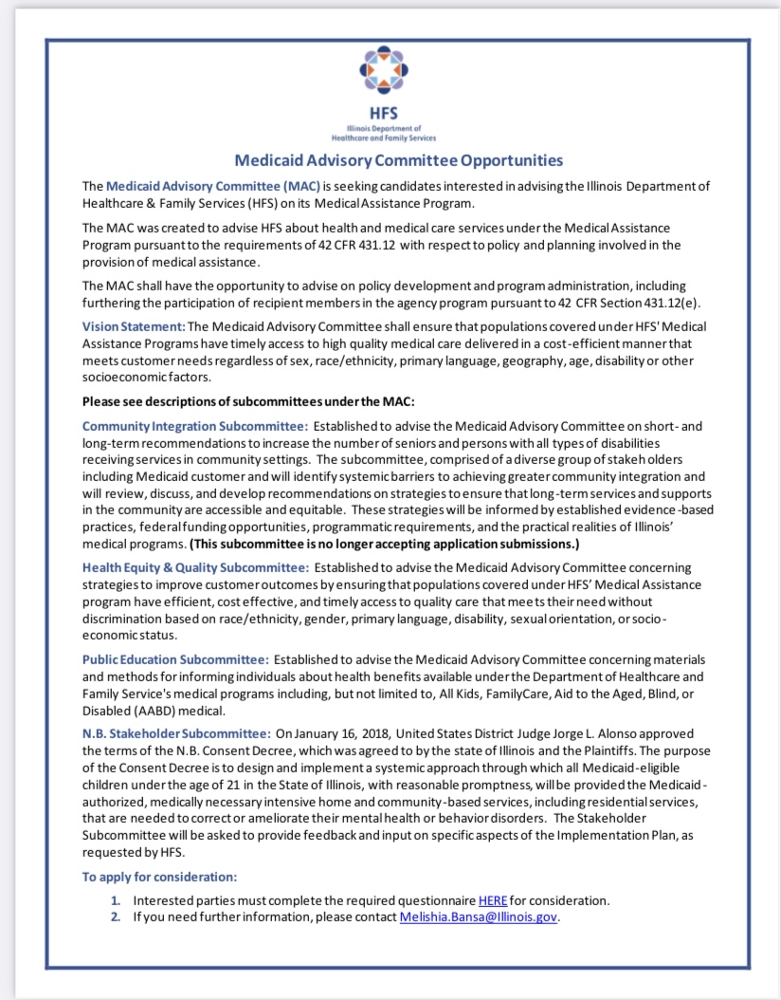 HFS
Illinois Department of
Healthcare and Family Services
Medicaid Advisory Committee Opportunities
The Medicaid Advisory Committee (MAC) is seeking candidates interested in advising the Illinois Department of
Healthcare & Family Services (HFS) on its Medical Assistance Program.
The MAC was created to advise HFS about health and medical care services under the Medical Assistance
Program pursuant to the requirements of 42 CFR 431.12 with respect to policy and planning involved in the
provision of medical assistance.
The MAC shall have the opportunity to advise on policy development and program administration, including
furthering the participation of recipient members in the agency program pursuant to 42 CFR Section 431.12(e).
Vision Statement: The Medicaid Advisory Committee shall ensure that populations covered under HFS' Medical
Assistance Programs have timely access to high quality medical care delivered in a cost-efficient manner that
meets customer needs regardless of sex, race/ethnicity, primary language, geography, age, disability or other
socioeconomic factors.
Please see descriptions of subcommittees under the MAC:
Community Integration Subcommittee: Established to advise the Medicaid Advisory Committee on short- and
long-term recommendations to increase the number of seniors and persons with all types of disabilities
receiving services in community settings. The subcommittee, comprised of a diverse group of stakeholders
including Medicaid customer and will identify systemic barriers to achieving greater community integration and
will review, discuss, and develop recommendations on strategies to ensure that long-term services and supports
in the community are accessible and equitable. These strategies will be informed by established evidence-based
practices, federal funding opportunities, programmatic requirements, and the practical realities of Illinois’
medical programs. (This subcommittee is no longer accepting application submissions.)
Health Equity & Quality Subcommittee: Established to advise the Medicaid Advisory Committee concerning
strategies to improve customer outcomes by ensuring that populations covered under HFS’ Medical Assistance
program have efficient, cost effective, and timely access to quality care that meets their need without
discrimination based on race/ethnicity, gender, primary language, disability, sexual orientation, or socio-
economic status.
Public Education Subcommittee: Established to advise the Medicaid Advisory Committee concerning materials
and methods for informing individuals about health benefits available under the Department of Healthcare and
Family Service's medical programs including, but not limited to, All Kids, FamilyCare, Aid to the Aged, Blind, or
Disabled (AABD) medical.
N.B. Stakeholder Subcommittee: On January 16, 2018, United States District Judge Jorge L. Alonso approved
the terms of the N.B. Consent Decree, which was agreed to by the state of Illinois and the Plaintiffs. The purpose
of the Consent Decree is to design and implement a systemic approach through which all Medicaid-eligible
children under the age of 21 in the State of Illinois, with reasonable promptness, will be provided the Medicaid-
authorized, medically necessary intensive home and community-based services, including residential services,
that are needed to correct or ameliorate their mental health or behavior disorders. The Stakeholder
Subcommittee will be asked to provide feedback and input on specific aspects of the Implementation Plan, as
requested by HFS.
To apply for consideration:
1. Interested parties must complete the required questionnaire HERE for consideration.
2. If you need further information, please contact Melishia.Bansa@Illinois.gov.